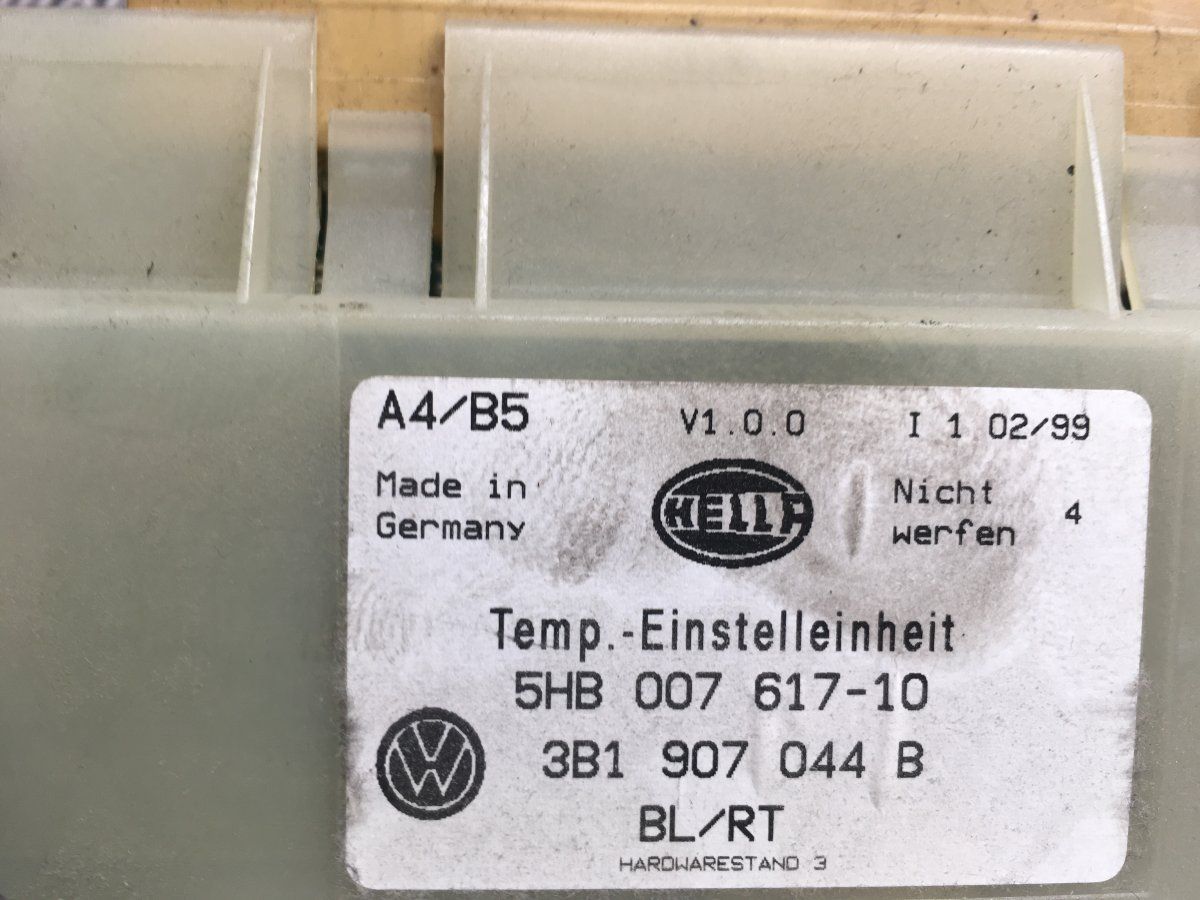 A4/B5 V1.0.0 I 1 02/99
Made in
Germany
HELLA
Nicht
werfen 4
Temp.-Einstelleinheit
5HB 007 617-10
3B1 907 044 B
BL/RT
HARDWARESTAND 3